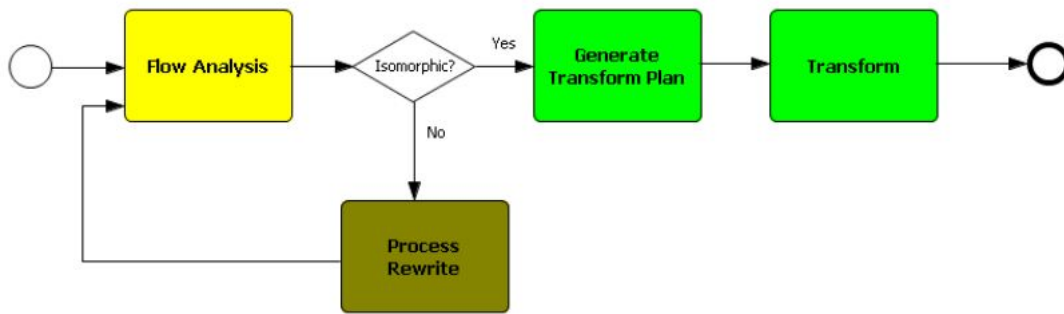 Flow Analysis
Isomorphic?
Yes
Generate
Transform Plan
Transform
No
Process
Rewrite